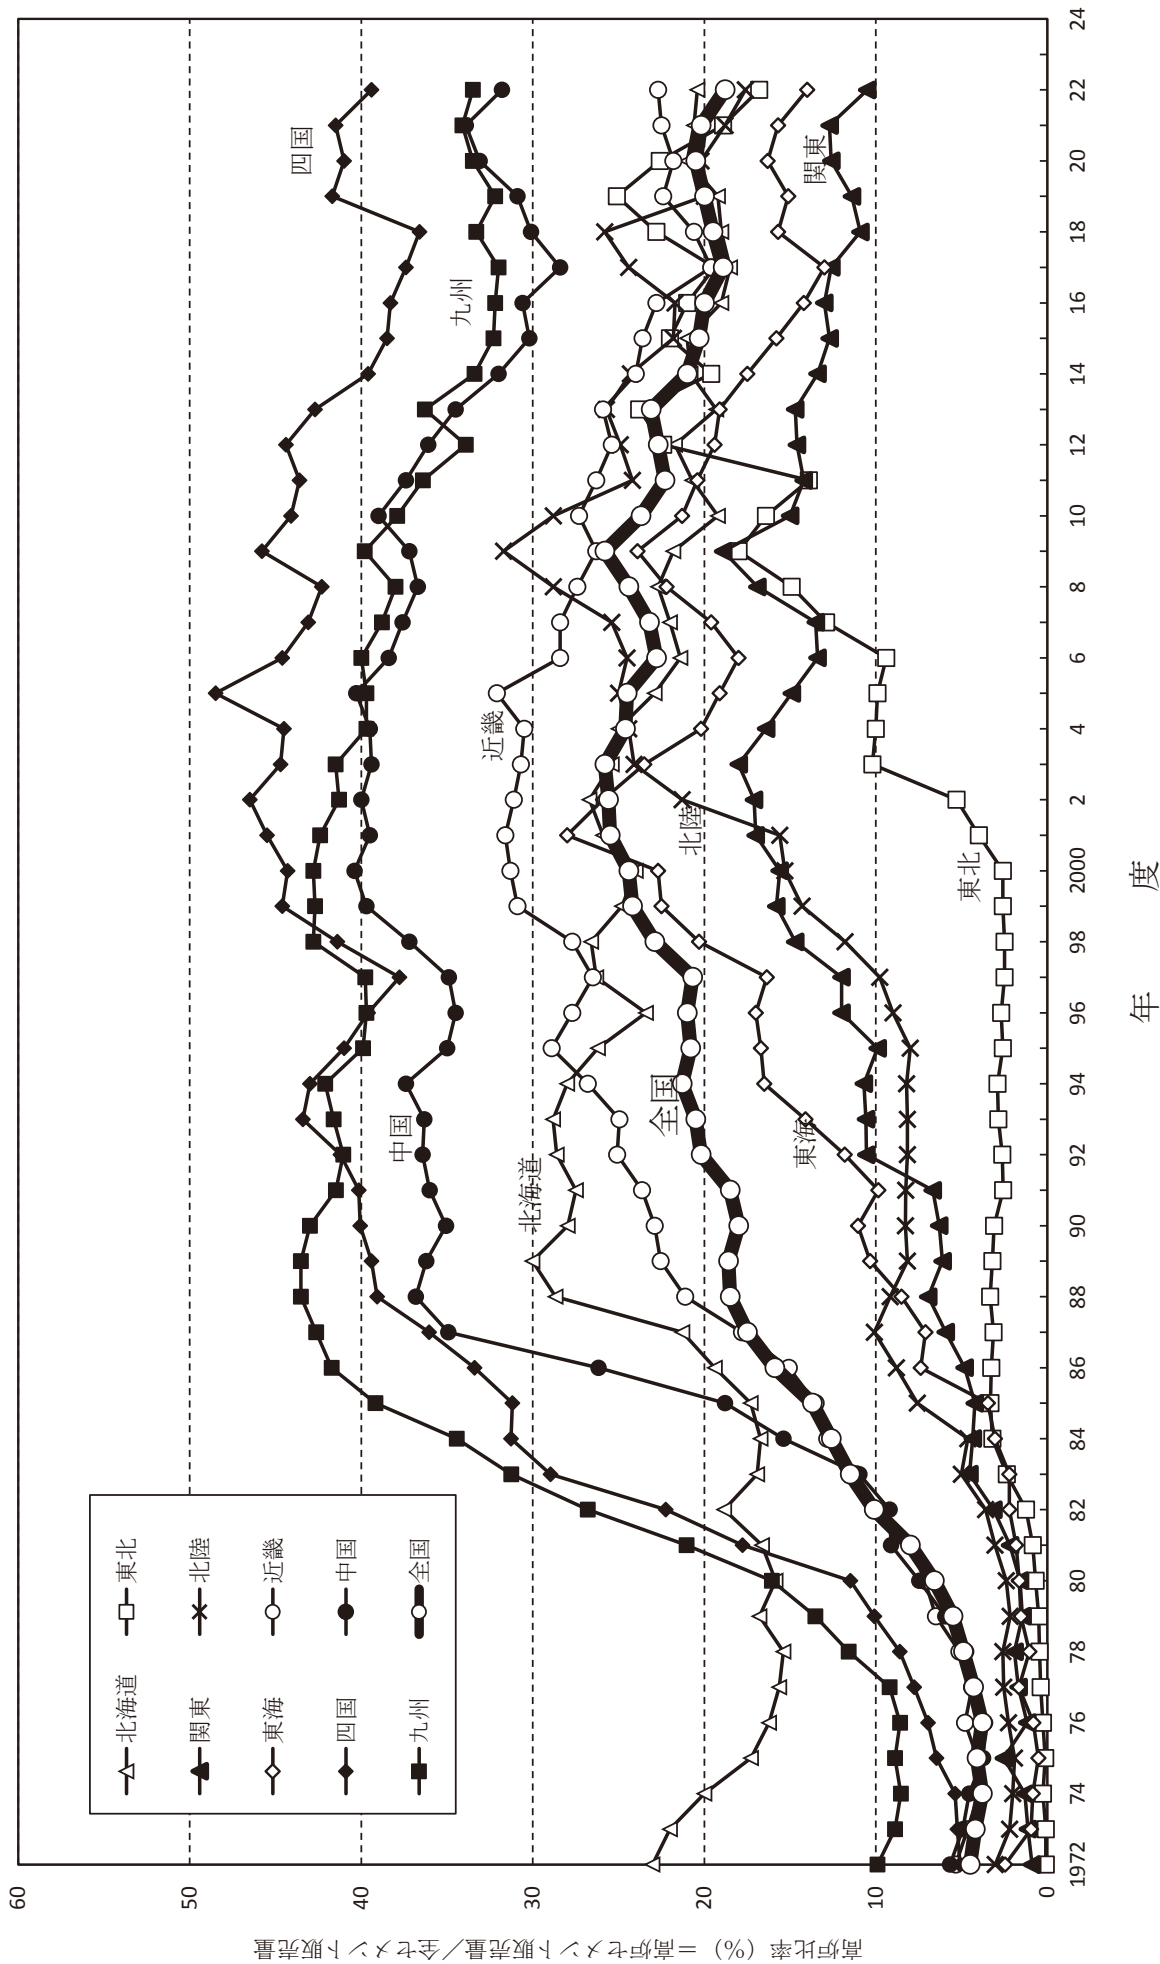 高炉比率（%）＝高炉セメント販売量／全セメント販売量
60
50
40
30
20
10
0
北海道
東北
関東
北陸
東海
近畿
四国
中国
九州
全国
四国
九州
関東
近畿
北陸
東北
中国
全国
北海道
東海
1972 74 76 78 80 82 84 86 88 90 92 94 96 98 2000 2 4 6 8 10 12 14 16 18 20 22 24
年 度